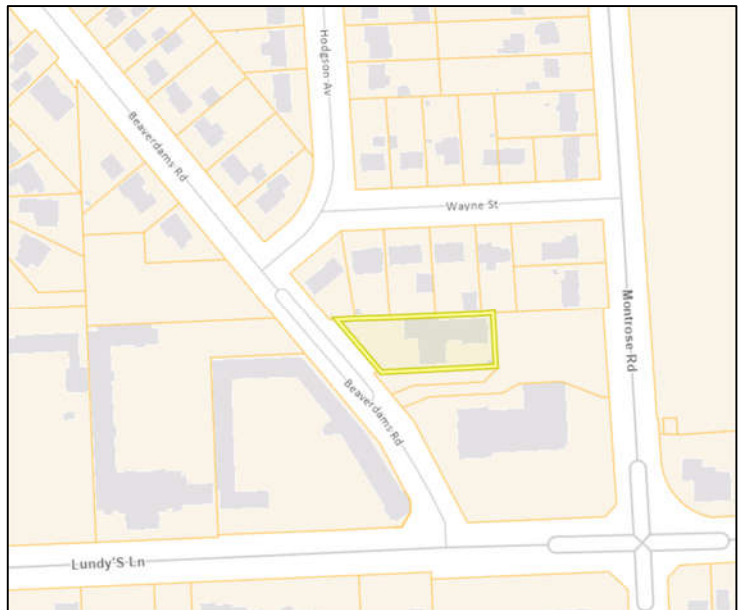 Hodgson Av
Beaverdams Rd
Wayne St
Montrose Rd
Beaverdams Rd
Lundy'S Ln